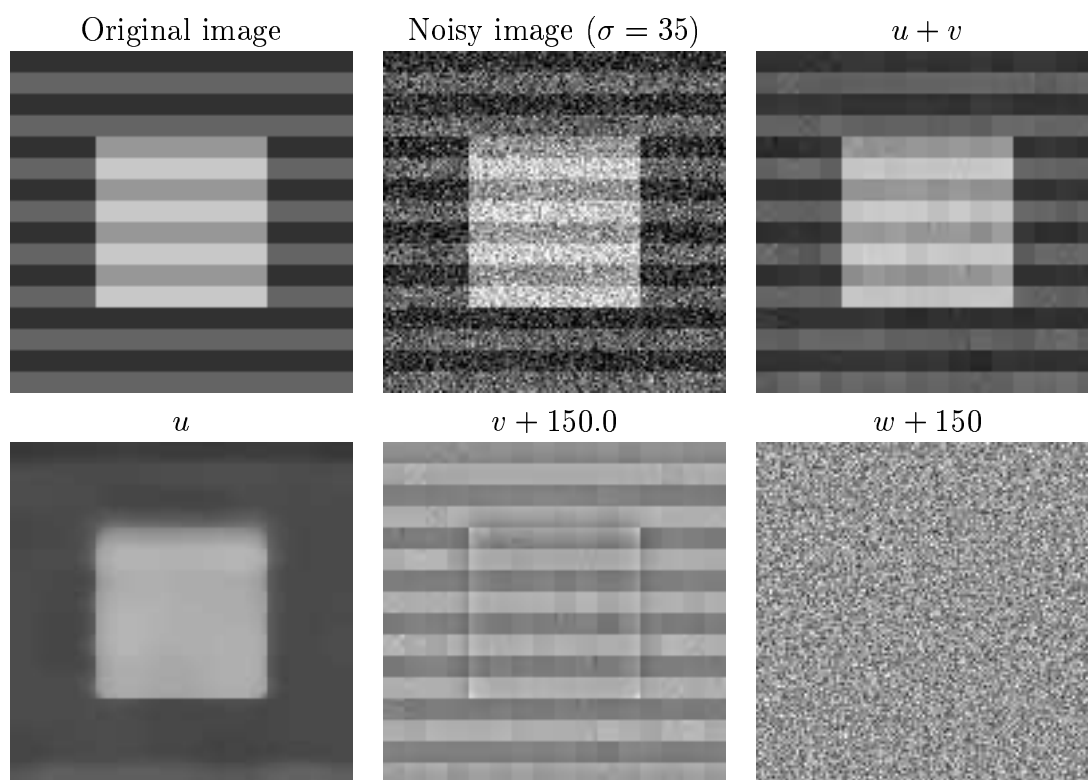 Original image
Noisy image (σ = 35)
u + v
u
v + 150.0
w + 150